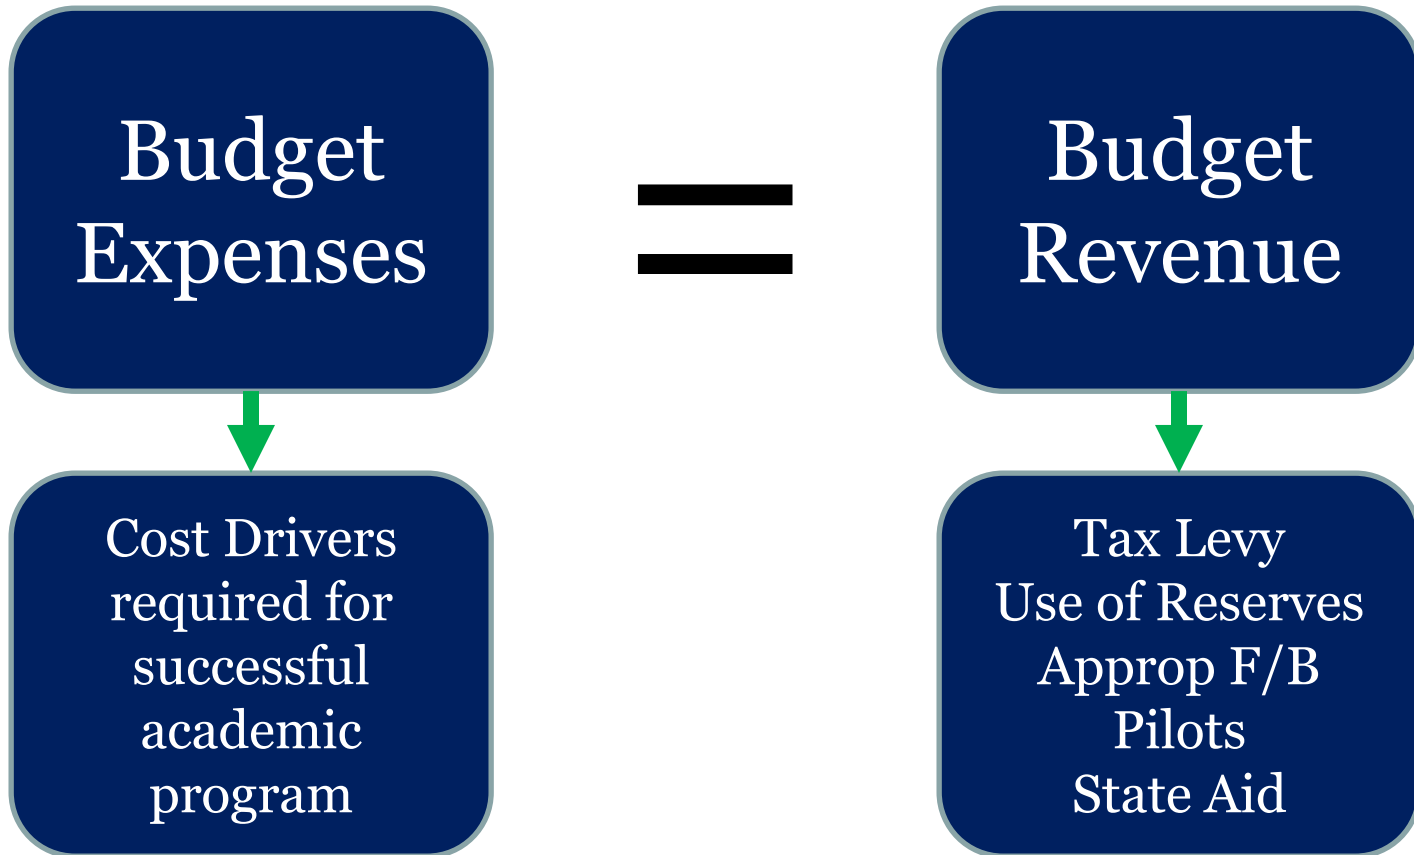 Budget
Expenses
=
Budget
Revenue
Cost Drivers
required for
successful
academic
program
Tax Levy
Use of Reserves
Approp F/B
Pilots
State Aid